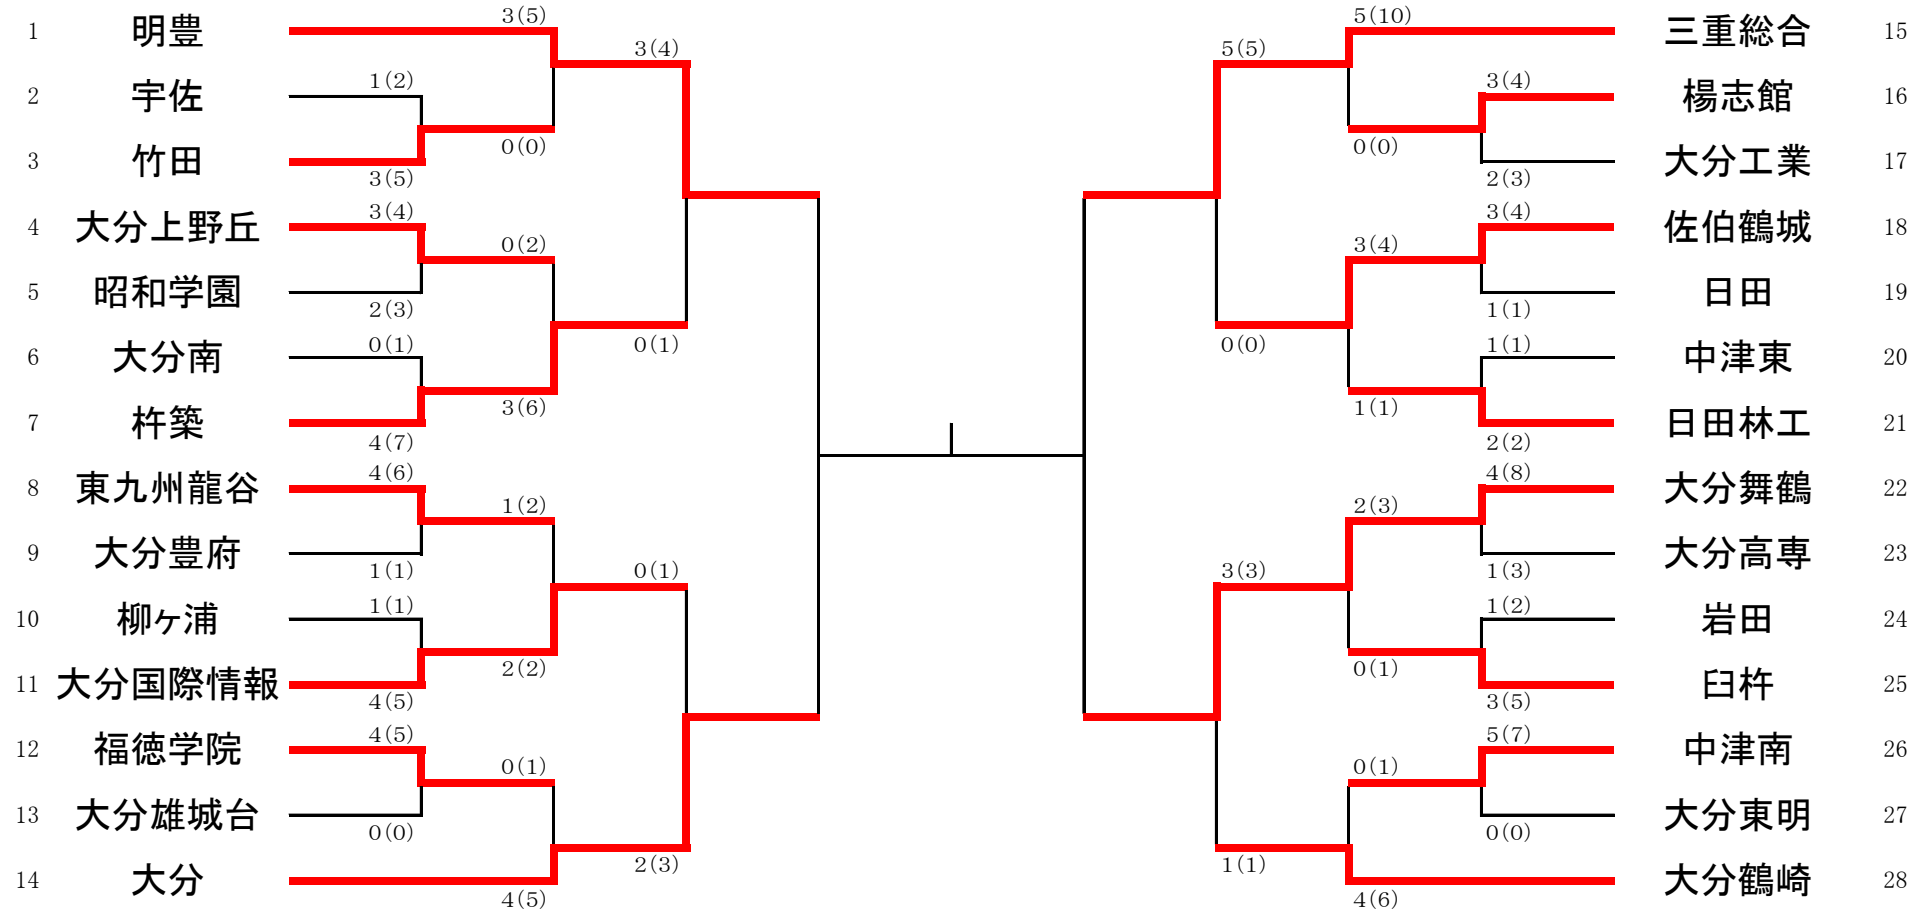 3(5) 5(10)
1 明豊 三重総合 15
3(4) 5(5)
1(2) 3(4)
2 宇佐 楊志館 16
0(0) 0(0)
3 竹田 大分工業 17
3(5) 2(3)
3(4) 3(4)
4 大分上野丘 佐伯鶴城 18
0(2) 3(4)
5 昭和学園 日田 19
2(3) 1(1)
0(1) 0(1) 0(0) 1(1)
6 大分南 中津東 20
3(6) 1(1)
7 杵築 日田林工 21
4(7) 2(2)
4(6) 4(8)
8 東九州龍谷 大分舞鶴 22
1(2) 2(3)
9 大分豊府 大分高専 23
1(1) 0(1) 3(3) 1(3)
1(1) 1(2)
10 柳ヶ浦 岩田 24
2(2) 0(1)
11 大分国際情報 臼杵 25
4(5) 3(5)
4(5) 5(7)
12 福徳学院 中津南 26
0(1) 0(1)
13 大分雄城台 大分東明 27
0(0) 0(0)
2(3) 1(1)
14 大分 大分鶴崎 28
4(5) 4(6)